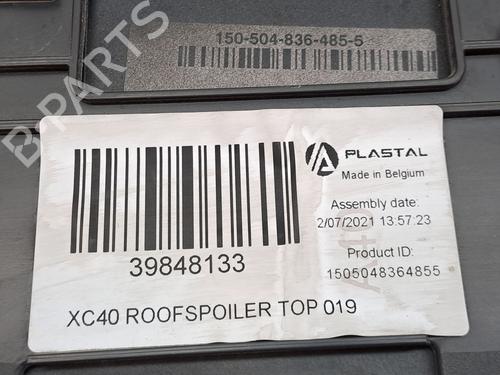 150-504-836-485-5
B PARTS
PLASTAL
Made in Belgium
Assembly date:
2/07/2021 13:57:23
39848133
Product ID:
1505048364855
XC40 ROOFSPOILER TOP 019